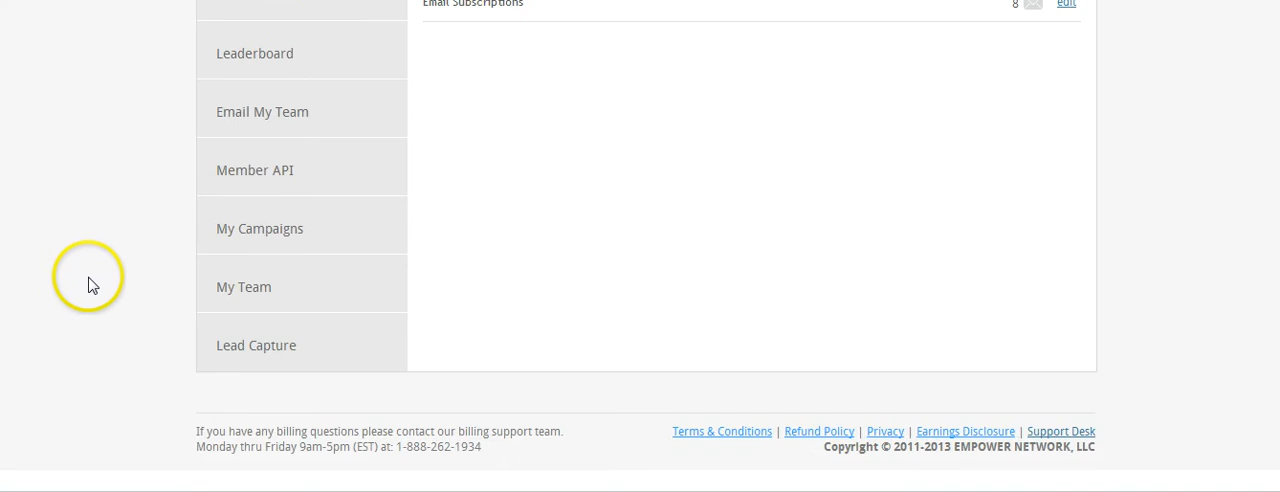 Email Subscriptions 8 edit
Leaderboard
Email My Team
Member API
My Campaigns
My Team
Lead Capture
If you have any billing questions please contact our billing support team.
Monday thru Friday 9am-5pm (EST) at: 1-888-262-1934
Terms & Conditions | Refund Policy | Privacy | Earnings Disclosure | Support Desk
Copyright © 2011-2013 EMPOWER NETWORK, LLC